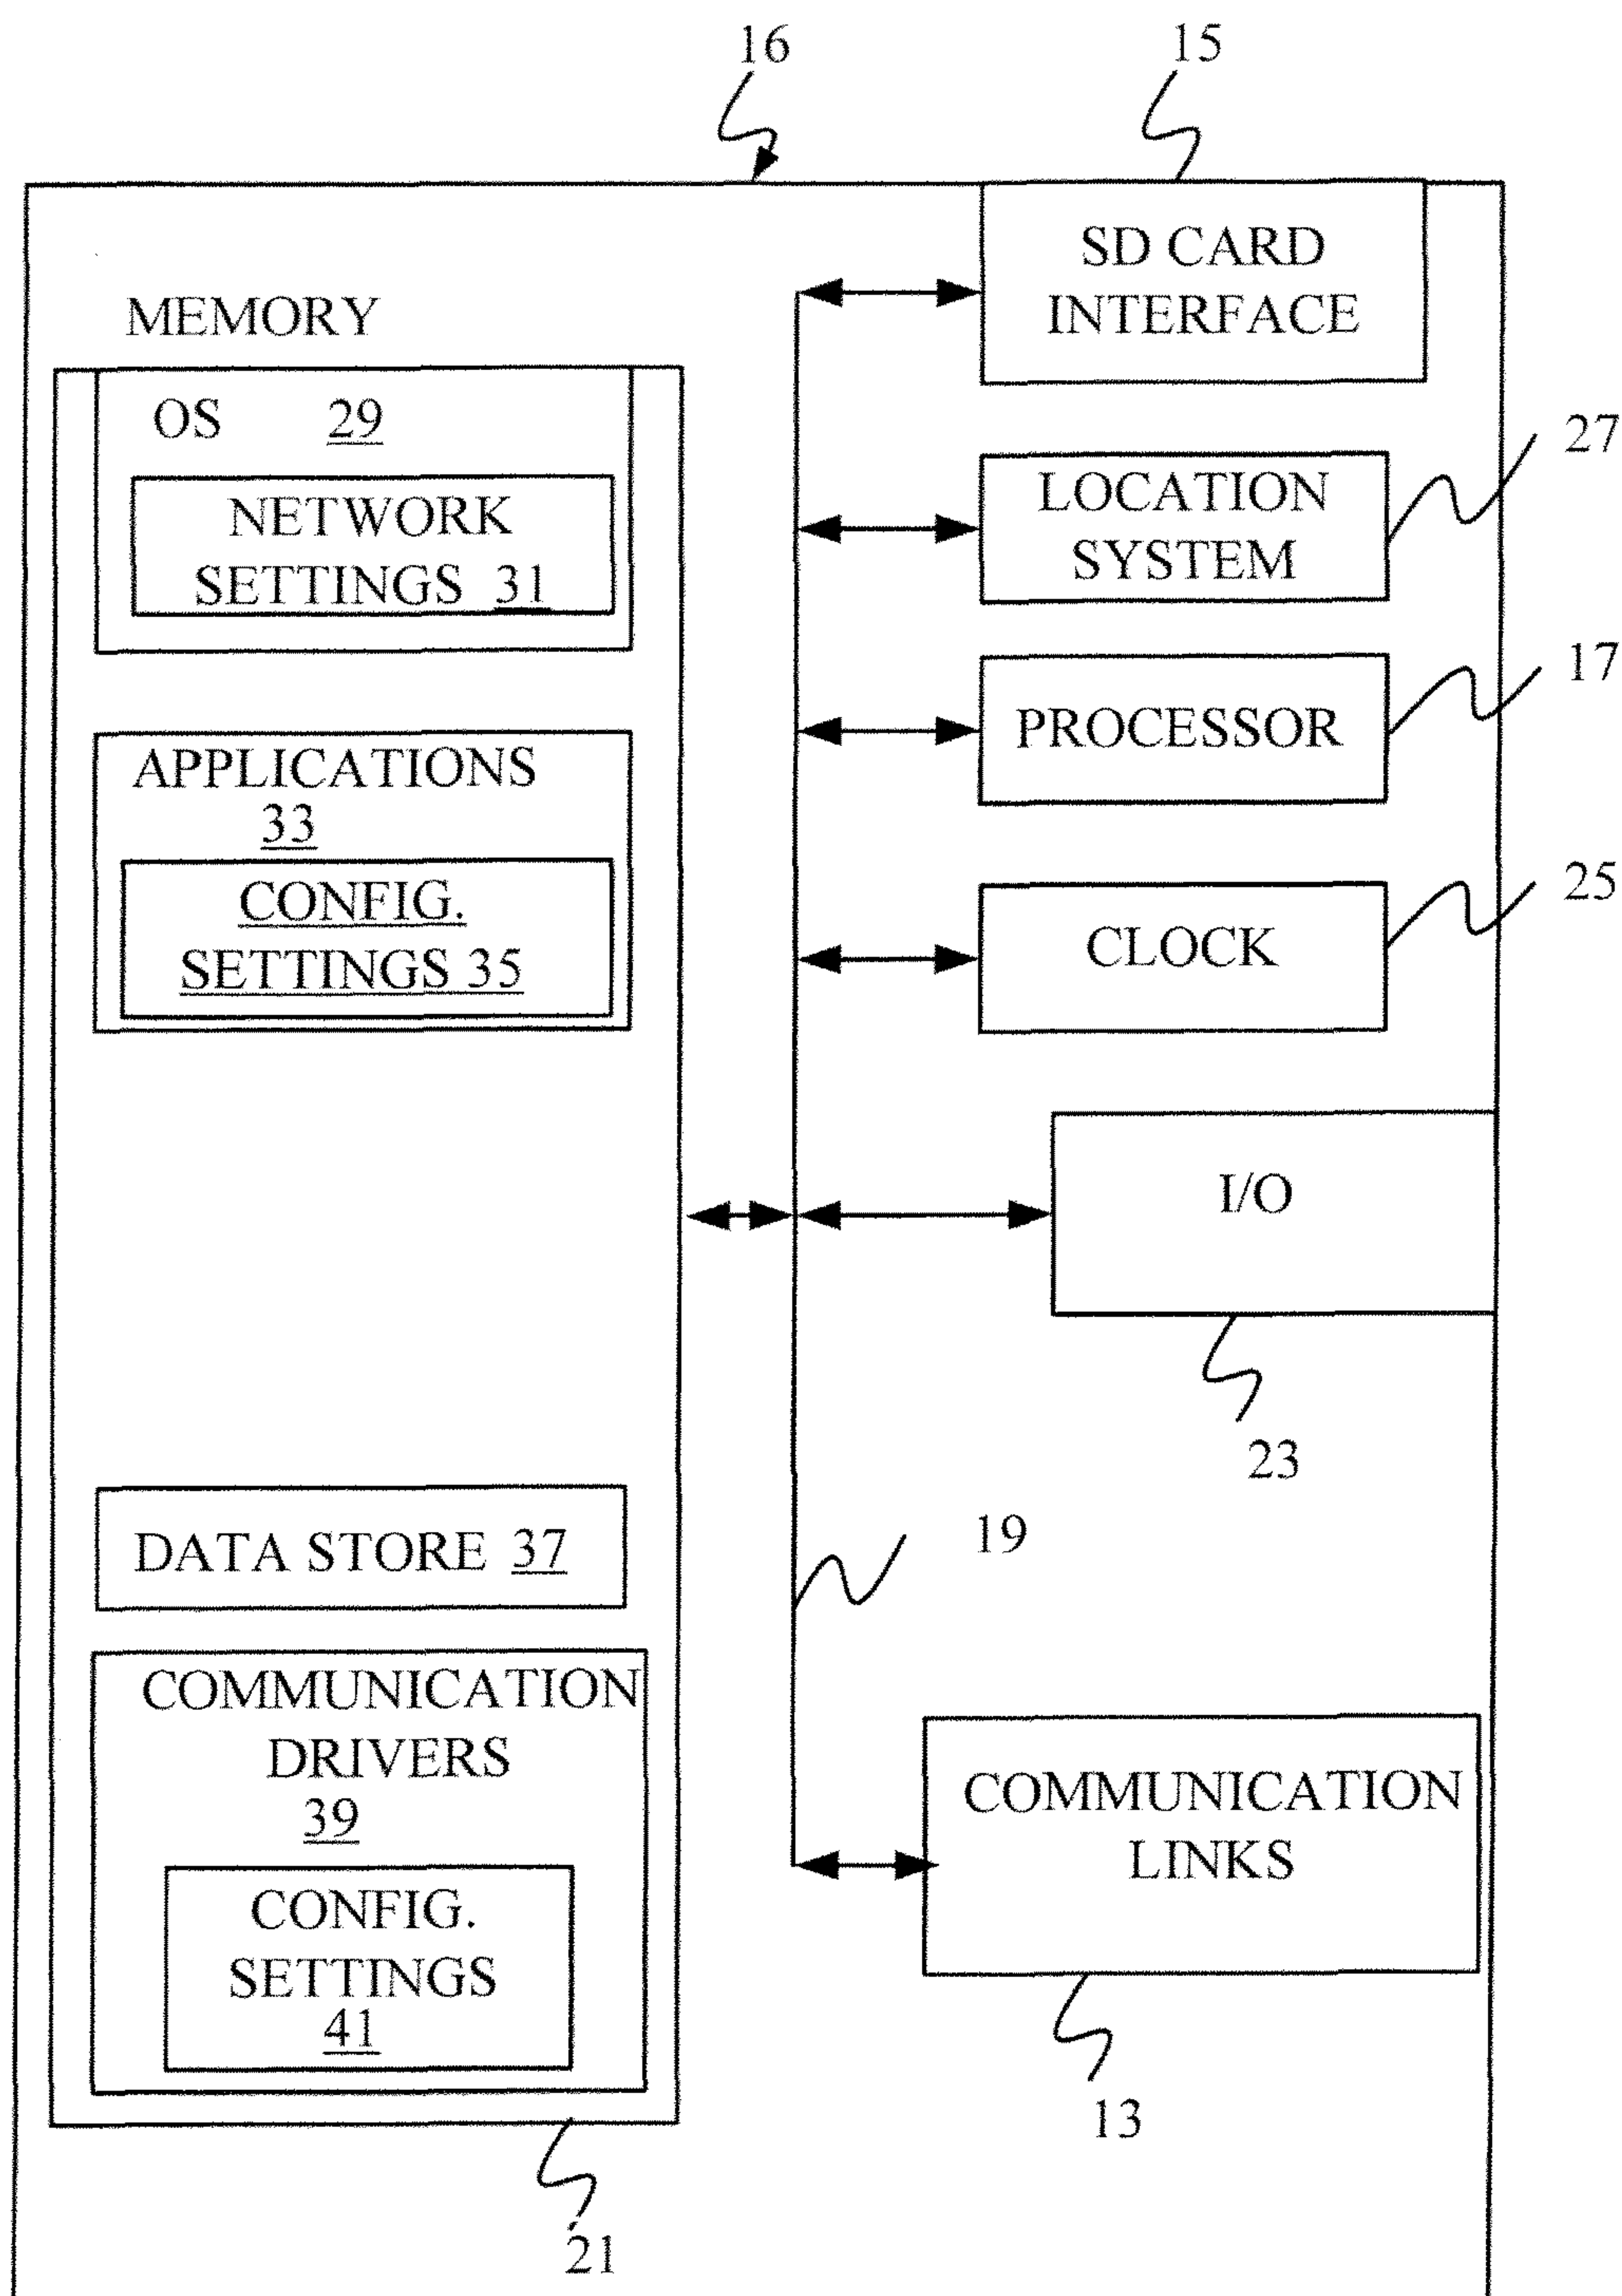 16
15
SD CARD
INTERFACE
MEMORY
OS 29
NETWORK
SETTINGS 31
APPLICATIONS
33
CONFIG.
SETTINGS 35
DATA STORE 37
COMMUNICATION
DRIVERS
39
CONFIG.
SETTINGS
41
21
LOCATION
SYSTEM
27
PROCESSOR
17
CLOCK
25
I/O
23
19
COMMUNICATION
LINKS
13